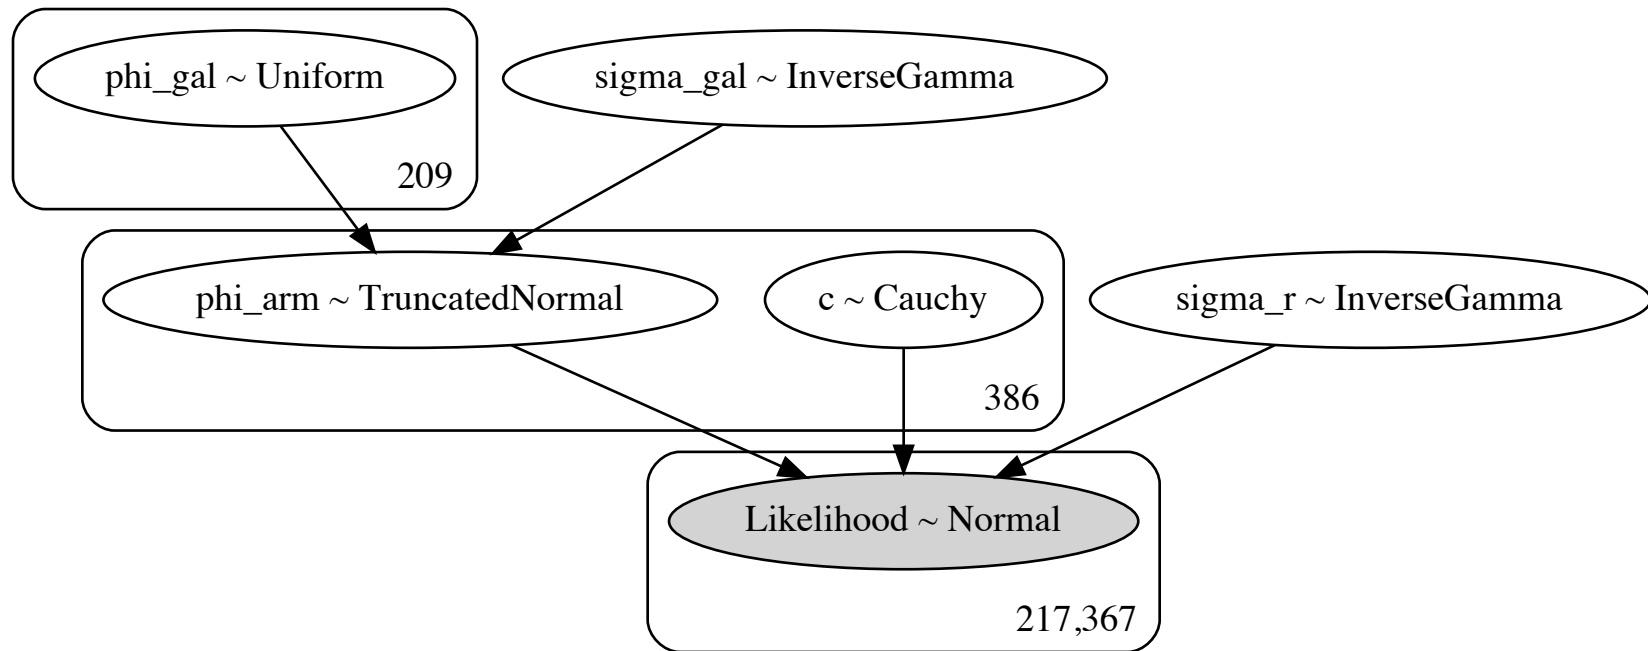 phi_gal ~ Uniform
sigma_gal ~ InverseGamma
209
phi_arm ~ TruncatedNormal
c ~ Cauchy
sigma_r ~ InverseGamma
386
Likelihood ~ Normal
217,367